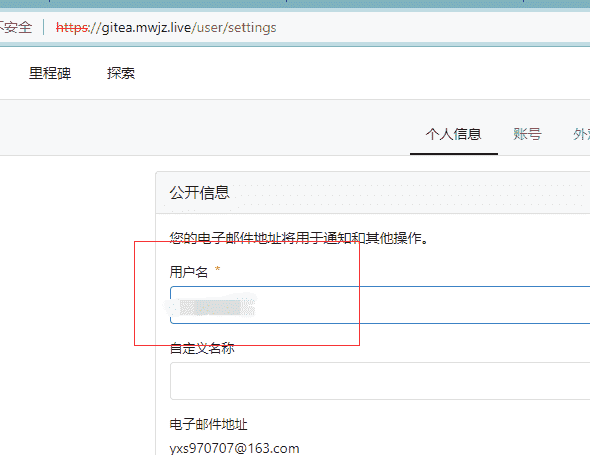 不安全 https://gitea.mwjz.live/user/settings
里程碑 探索
个人信息 账号
公开信息
您的电子邮件地址将用于通知和其他操作。
用户名 *
自定义名称
电子邮件地址
yxs970707@163.com